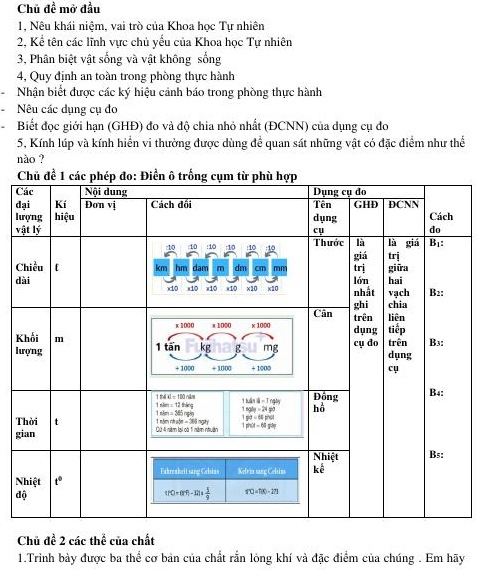 Chủ đề mở đầu
1, Nêu khái niệm, vai trò của Khoa học Tự nhiên
2, Kể tên các lĩnh vực chủ yếu của Khoa học Tự nhiên
3, Phân biệt vật sống và vật không sống
4, Quy định an toàn trong phòng thực hành
- Nhận biết được các ký hiệu cảnh báo trong phòng thực hành
- Nêu các dụng cụ đo
- Biết đọc giới hạn (GHĐ) đo và độ chia nhỏ nhất (ĐCNN) của dụng cụ đo
5, Kính lúp và kính hiển vi thường được dùng để quan sát những vật có đặc điểm như thế
nào ?
Chủ đề 1 các phép đo: Điền ô trống cụm từ phù hợp
Các đại lượng vật lý
Kí hiệu
Nội dung
Đơn vị
Cách đổi
Dụng cụ đo
Tên dụng cụ
GHĐ
ĐCNN
Cách đo
Chiều dài
ℓ
:10 :10 :10 :10 :10 :10
km hm dam m dm cm mm
x10 x10 x10 x10 x10 x10
Thước
là giá trị lớn nhất ghi trên dụng cụ đo
là giá trị giữa hai vạch chia liên tiếp trên dụng cụ
B1:
B2:
B3:
B4:
B5:
Khối lượng
m
x 1000 x 1000 x 1000
1 tấn kg g mg
÷ 1000 ÷ 1000 ÷ 1000
Cân
Thời gian
t
1 thế kỉ = 100 năm
1 năm = 12 tháng
1 năm = 365 ngày
1 năm nhuận = 366 ngày
Cứ 4 năm lại có 1 năm nhuận
1 tuần lễ = 7 ngày
1 ngày = 24 giờ
1 giờ = 60 phút
1 phút = 60 giây
Đồng hồ
Nhiệt độ
t⁰
Fahrenheit sang Celsius
Kelvin sang Celsius
t(°C) = (t(°F) - 32) x 5/9
t(°C) = T(K) - 273
Nhiệt kế
Chủ đề 2 các thể của chất
1.Trình bày được ba thể cơ bản của chất rắn lỏng khí và đặc điểm của chúng . Em hãy